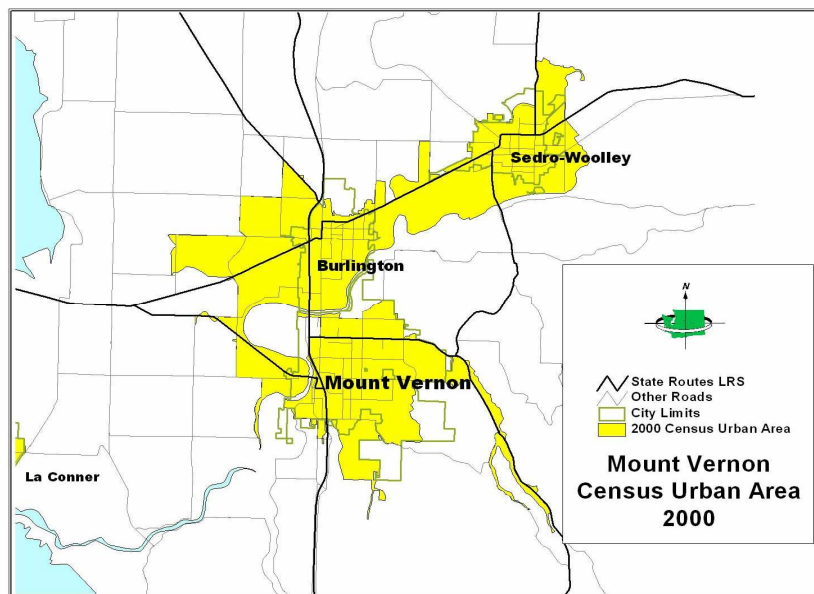 Sedro-Woolley
Burlington
Mount Vernon
La Conner
N
State Routes LRS
Other Roads
City Limits
2000 Census Urban Area
Mount Vernon
Census Urban Area
2000